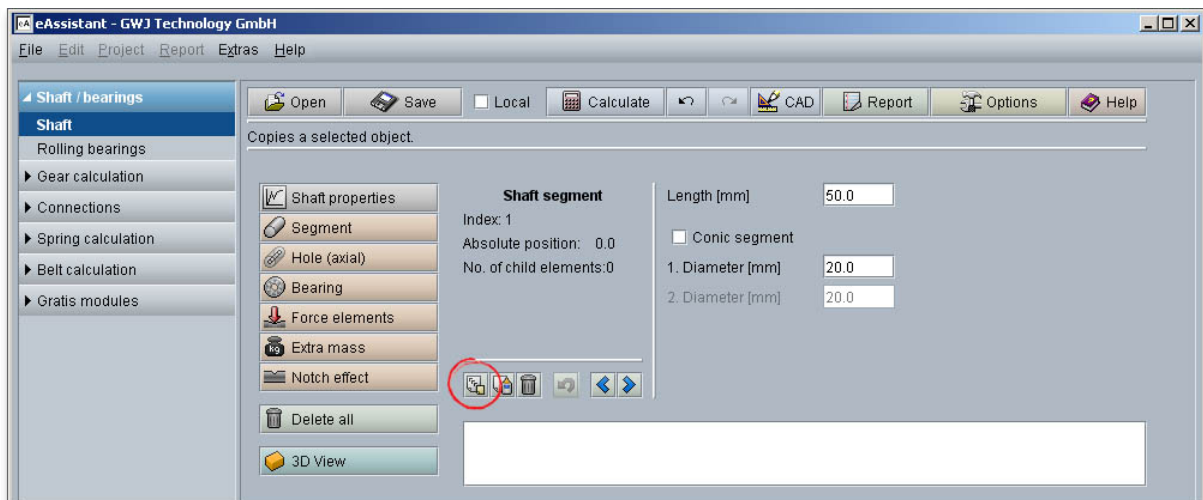 eAssistant - GWJ Technology GmbH
File Edit Project Report Extras Help
Shaft / bearings
Shaft
Rolling bearings
Gear calculation
Connections
Spring calculation
Belt calculation
Gratis modules
Open Save Local Calculate CAD Report Options Help
Copies a selected object.
Shaft properties
Segment
Hole (axial)
Bearing
Force elements
Extra mass
Notch effect
Delete all
3D View
Shaft segment
Index: 1
Absolute position: 0.0
No. of child elements:0
Length [mm] 50.0
Conic segment
1. Diameter [mm] 20.0
2. Diameter [mm] 20.0